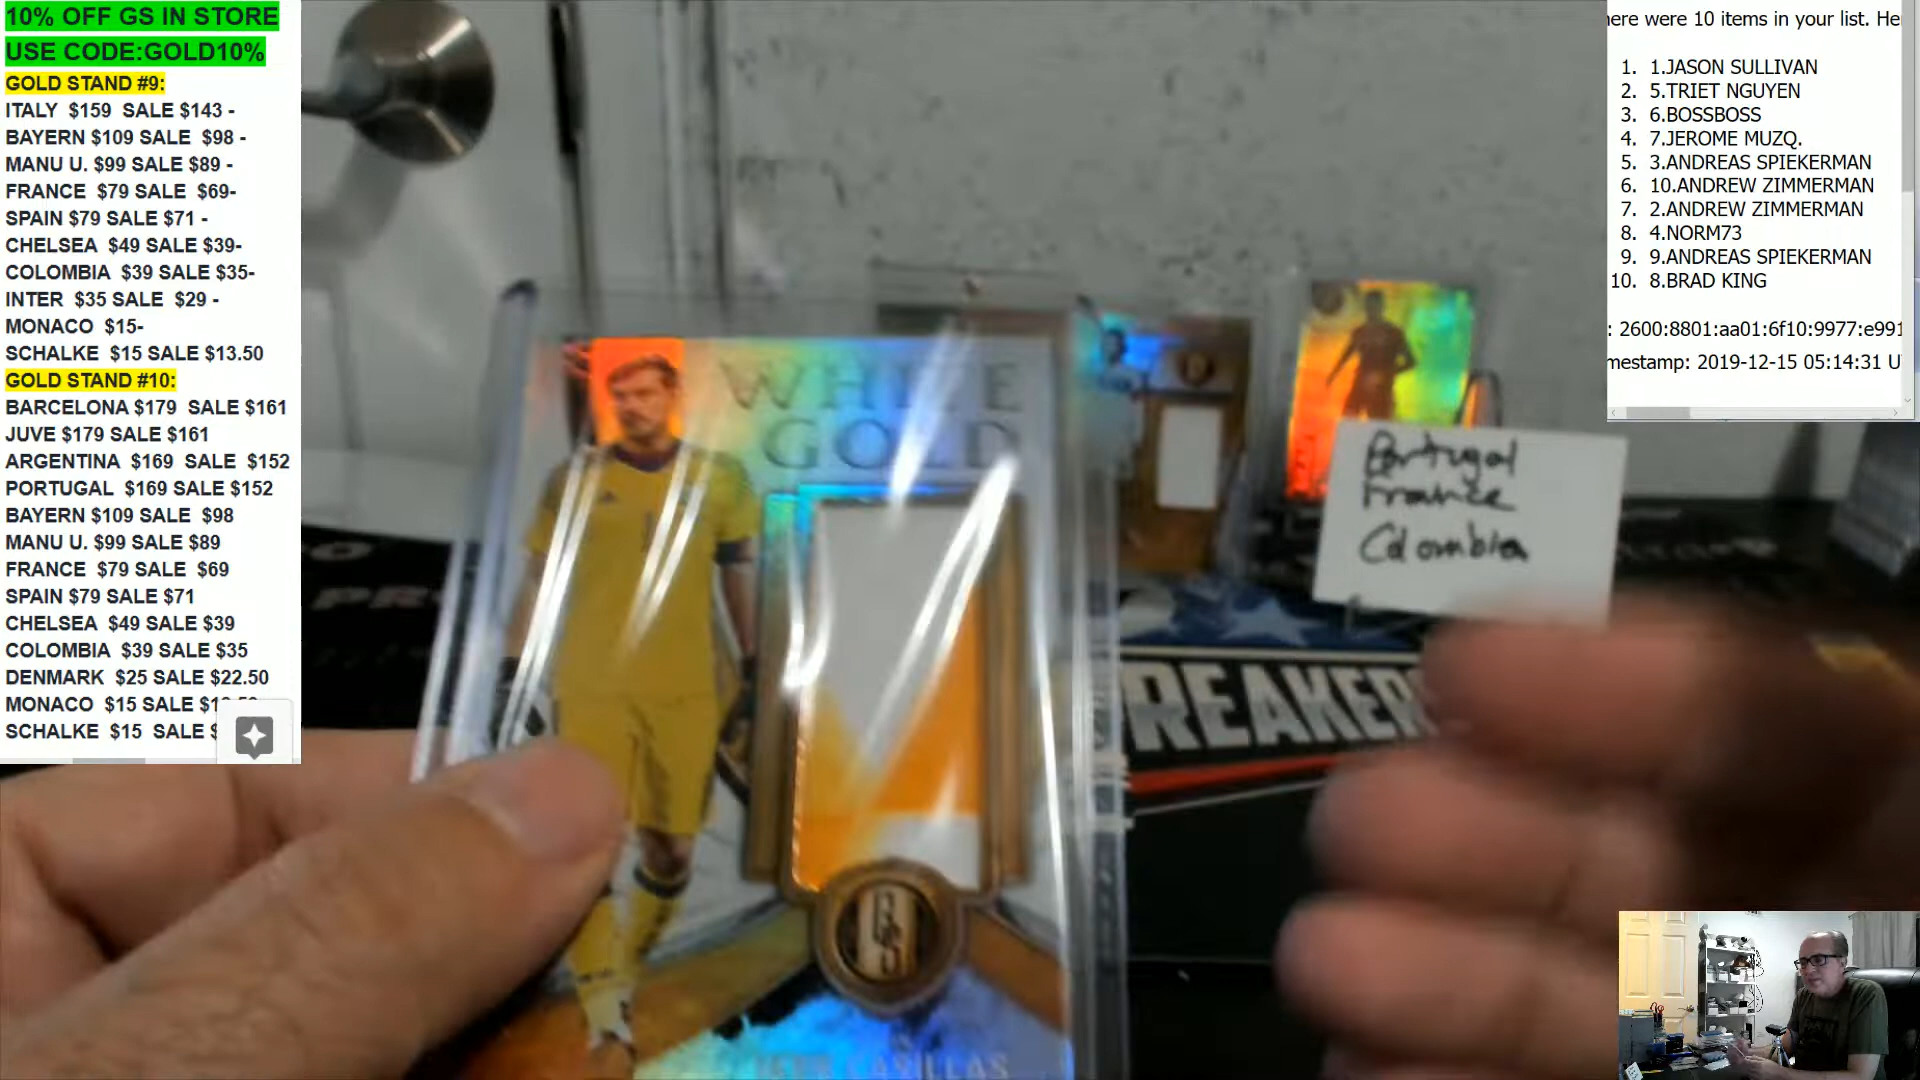 10% OFF GS IN STORE
USE CODE:GOLD10%
GOLD STAND #9:
ITALY $159 SALE $143 -
BAYERN $109 SALE $98 -
MANU U. $99 SALE $89 -
FRANCE $79 SALE $69-
SPAIN $79 SALE $71 -
CHELSEA $49 SALE $39-
COLOMBIA $39 SALE $35-
INTER $35 SALE $29 -
MONACO $15-
SCHALKE $15 SALE $13.50
GOLD STAND #10:
BARCELONA $179 SALE $161
JUVE $179 SALE $161
ARGENTINA $169 SALE $152
PORTUGAL $169 SALE $152
BAYERN $109 SALE $98
MANU U. $99 SALE $89
FRANCE $79 SALE $69
SPAIN $79 SALE $71
CHELSEA $49 SALE $39
COLOMBIA $39 SALE $35
DENMARK $25 SALE $22.50
MONACO $15 SALE
SCHALKE $15 SALE $
WHITE
GOLD
GS
Portugal
France
Colombia
REAKER
ere were 10 items in your list. He
1. 1.JASON SULLIVAN
2. 5.TRIET NGUYEN
3. 6.BOSSBOSS
4. 7.JEROME MUZQ.
5. 3.ANDREAS SPIEKERMAN
6. 10.ANDREW ZIMMERMAN
7. 2.ANDREW ZIMMERMAN
8. 4.NORM73
9. 9.ANDREAS SPIEKERMAN
10. 8.BRAD KING
: 2600:8801:aa01:6f10:9977:e991
mestamp: 2019-12-15 05:14:31 U